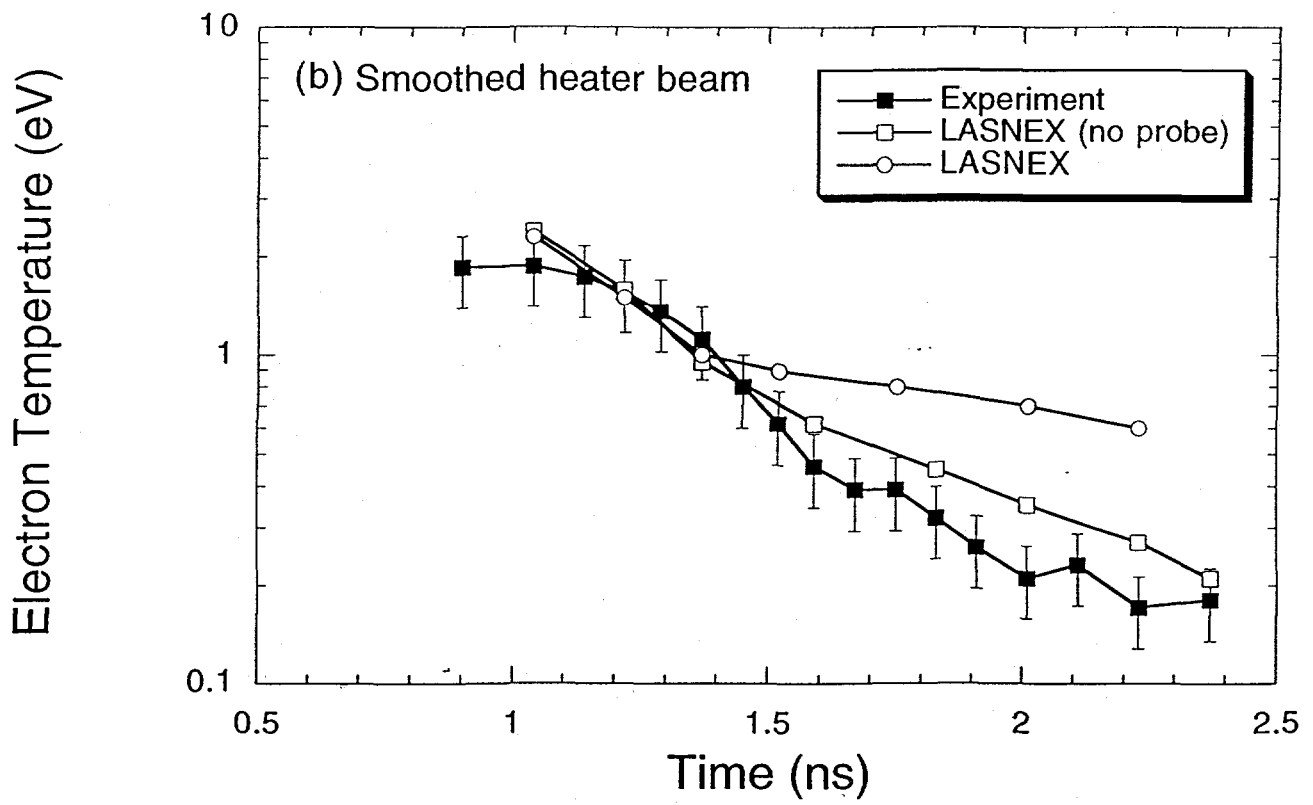 10
(b) Smoothed heater beam
Experiment
LASNEX (no probe)
LASNEX
Electron Temperature (eV)
1
0.1
0.5
1
1.5
2
2.5
Time (ns)